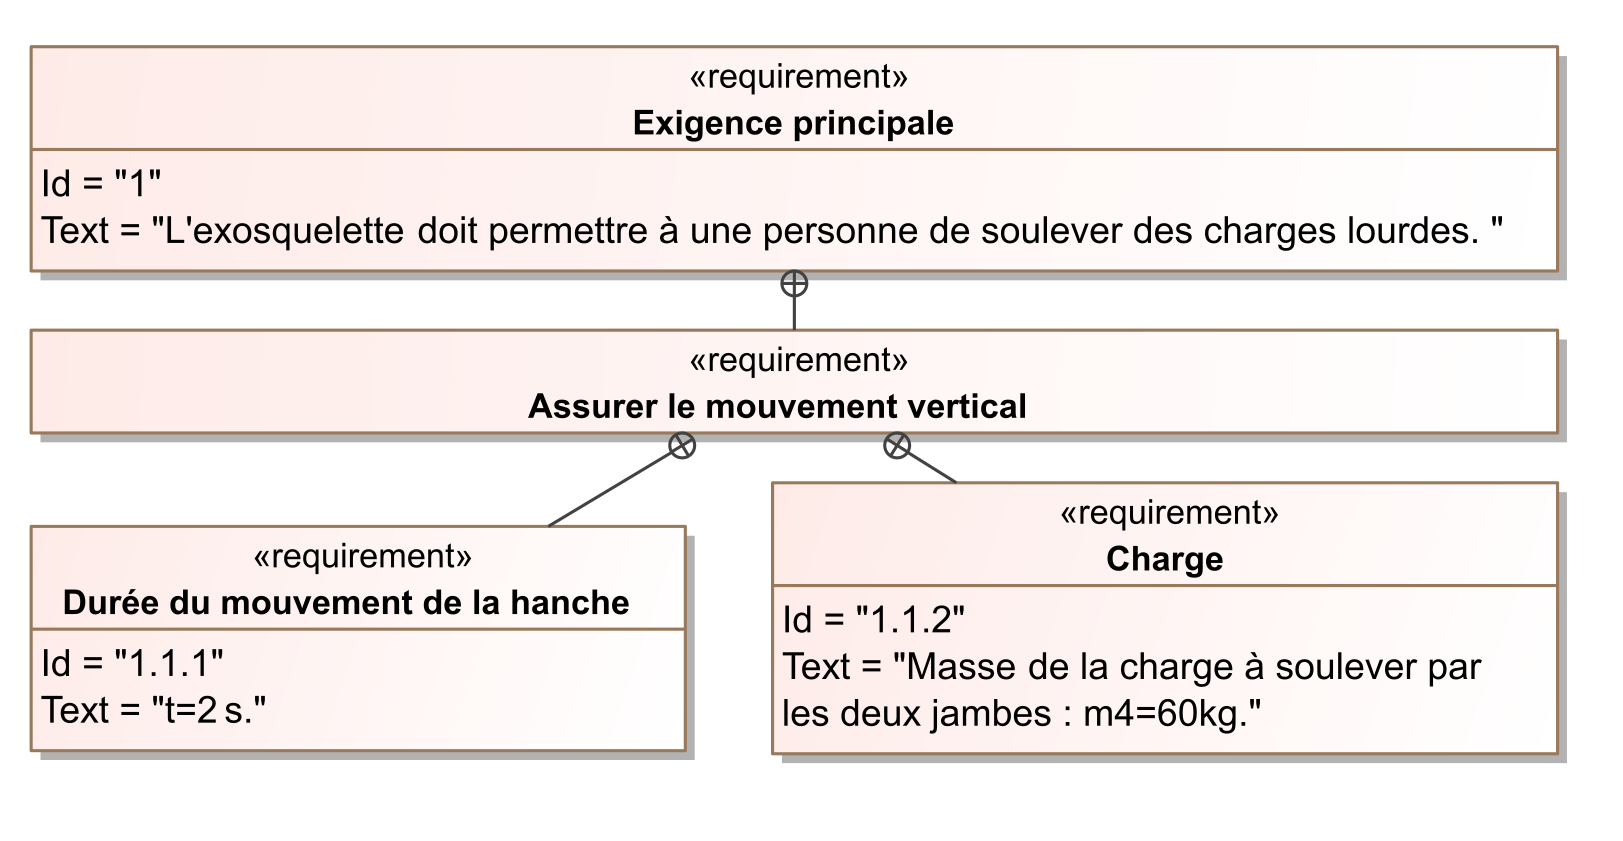 «requirement»
Exigence principale
Id = "1"
Text = "L'exosquelette doit permettre à une personne de soulever des charges lourdes. "
«requirement»
Assurer le mouvement vertical
«requirement»
Durée du mouvement de la hanche
Id = "1.1.1"
Text = "t=2 s."
«requirement»
Charge
Id = "1.1.2"
Text = "Masse de la charge à soulever par
les deux jambes : m4=60kg."